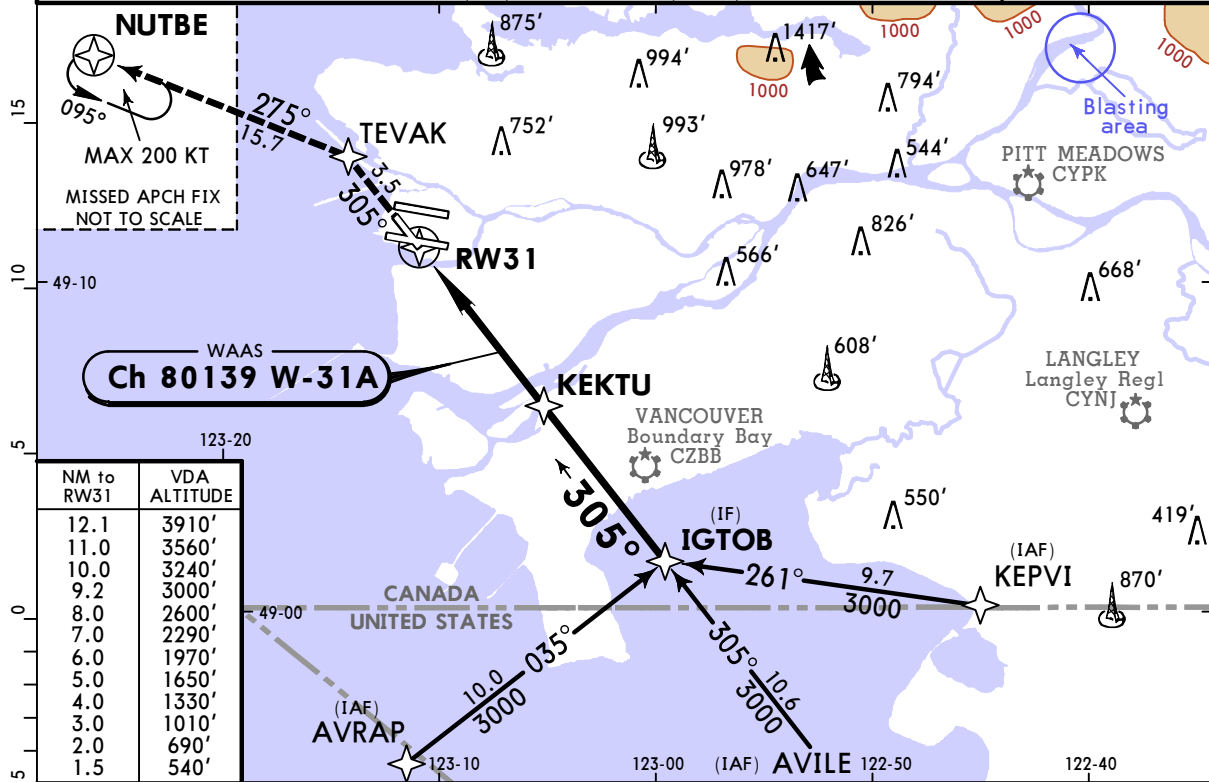 NUTBE
095°
MAX 200 KT
MISSED APCH FIX
NOT TO SCALE
275°
15.7
TEVAK
3.5
305°
RW31
875'
994'
1417'
1000
1000
1000
1000
794'
752'
993'
978'
647'
544'
Blasting
area
PITT MEADOWS
CYPK
826'
566'
668'
608'
15
10
5
0
5
49-10
WAAS
Ch 80139 W-31A
KEKTU
VANCOUVER
Boundary Bay
CZBB
LANGLEY
Langley Regl
CYNJ
123-20
305°
(IF)
IGTOB
550'
419'
261°
9.7
3000
(IAF)
KEPVI
870'
CANADA
UNITED STATES
49-00
035°
10.0
3000
305°
10.6
3000
(IAF)
AVRAP
(IAF) AVILE
123-10
123-00
122-50
122-40
NM to RW31 VDA ALTITUDE
12.1 3910'
11.0 3560'
10.0 3240'
9.2 3000'
8.0 2600'
7.0 2290'
6.0 1970'
5.0 1650'
4.0 1330'
3.0 1010'
2.0 690'
1.5 540'